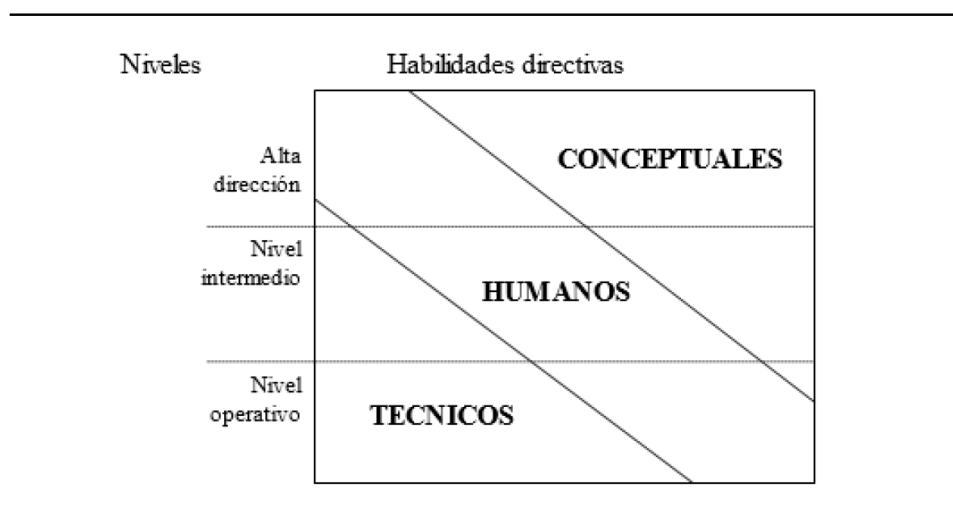 Niveles Habilidades directivas
Alta
dirección
CONCEPTUALES
Nivel
intermedio
HUMANOS
Nivel
operativo
TECNICOS